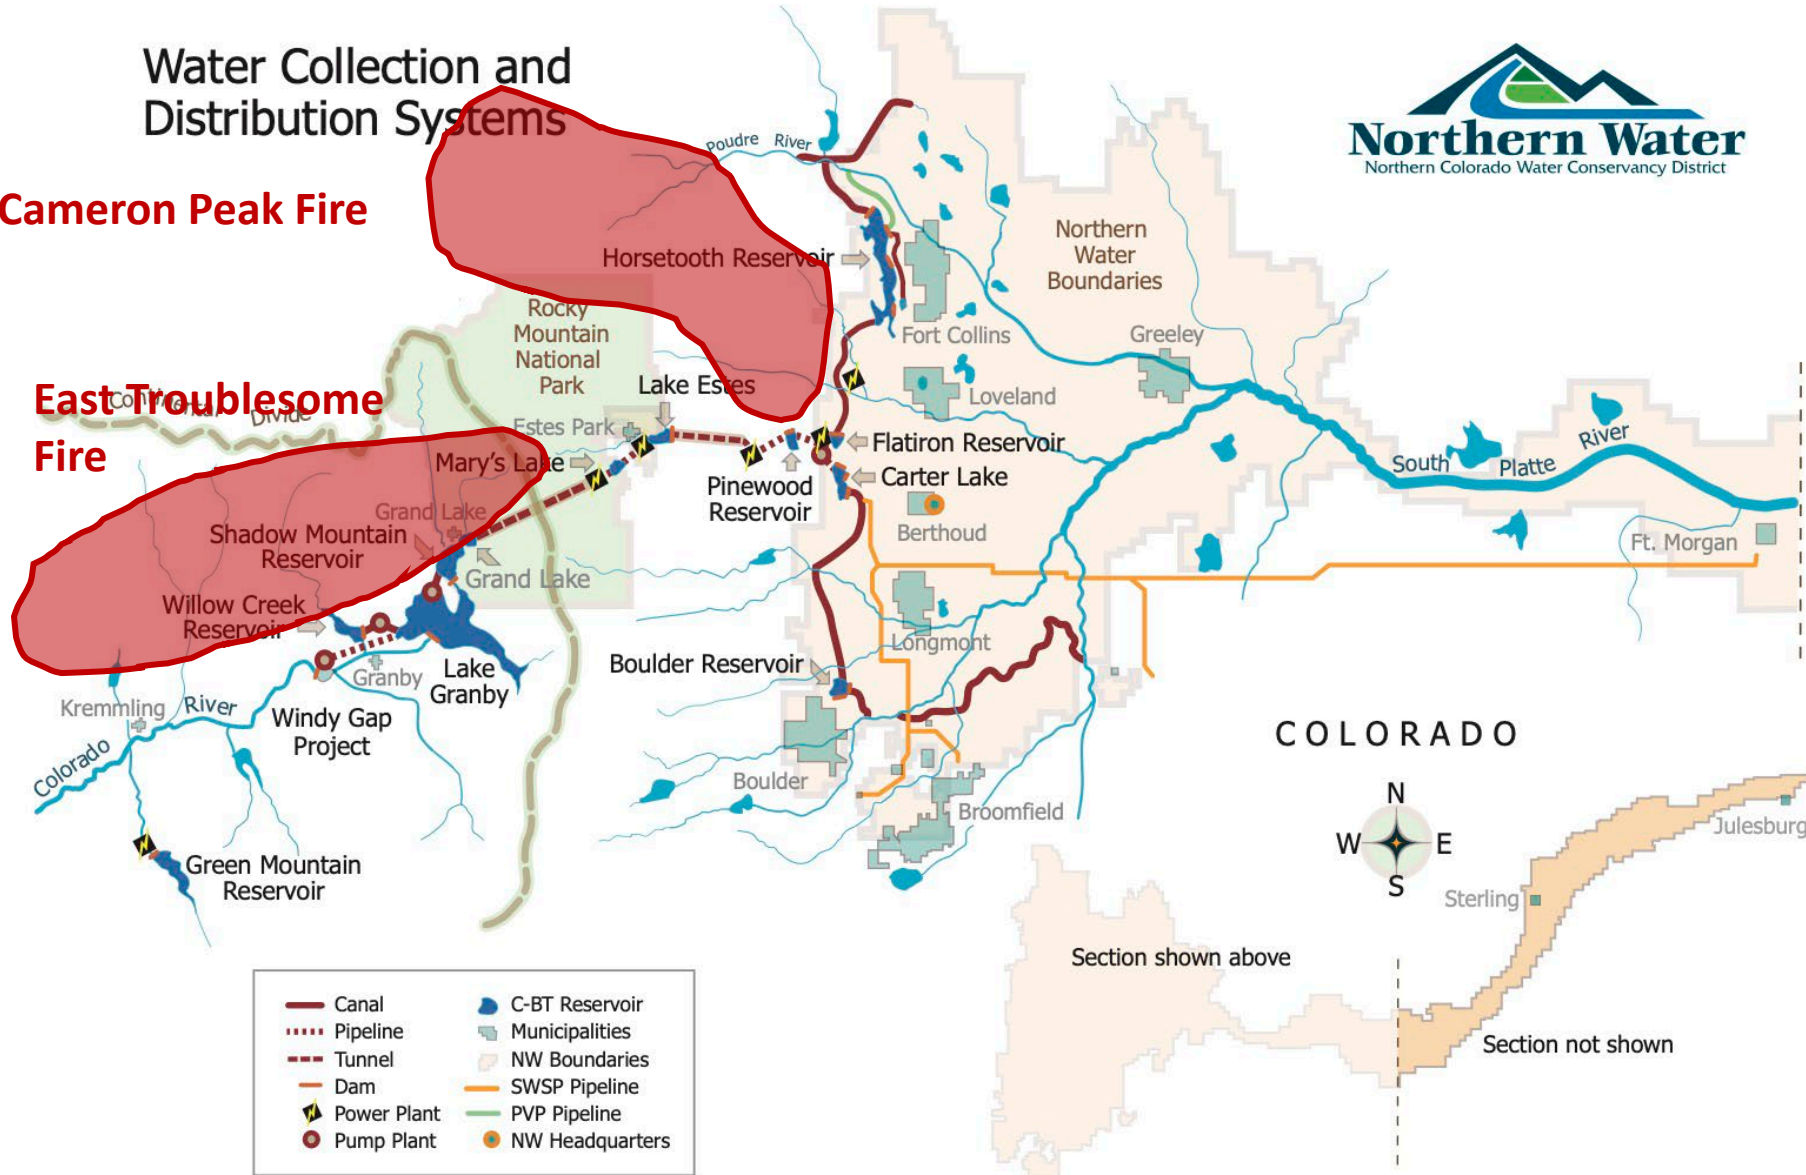 Water Collection and
Distribution Systems
Northern Water
Northern Colorado Water Conservancy District
Cameron Peak Fire
Poudre River
Horsetooth Reservoir
Northern
Water
Boundaries
Rocky
Mountain
National
Park
Fort Collins
Greeley
East Troublesome
Fire
Continental Divide
Lake Estes
Loveland
Estes Park
Mary's Lake
Flatiron Reservoir
Carter Lake
Pinewood
Reservoir
Berthoud
South Platte River
Ft. Morgan
Grand Lake
Shadow Mountain
Reservoir
Grand Lake
Willow Creek
Reservoir
Longmont
Boulder Reservoir
Lake
Granby
Granby
Kremmling
Colorado River
Windy Gap
Project
Boulder
Broomfield
Green Mountain
Reservoir
COLORADO
N
W E
S
Julesburg
Sterling
Section shown above
Section not shown
Canal
Pipeline
Tunnel
Dam
Power Plant
Pump Plant
C-BT Reservoir
Municipalities
NW Boundaries
SWSP Pipeline
PVP Pipeline
NW Headquarters